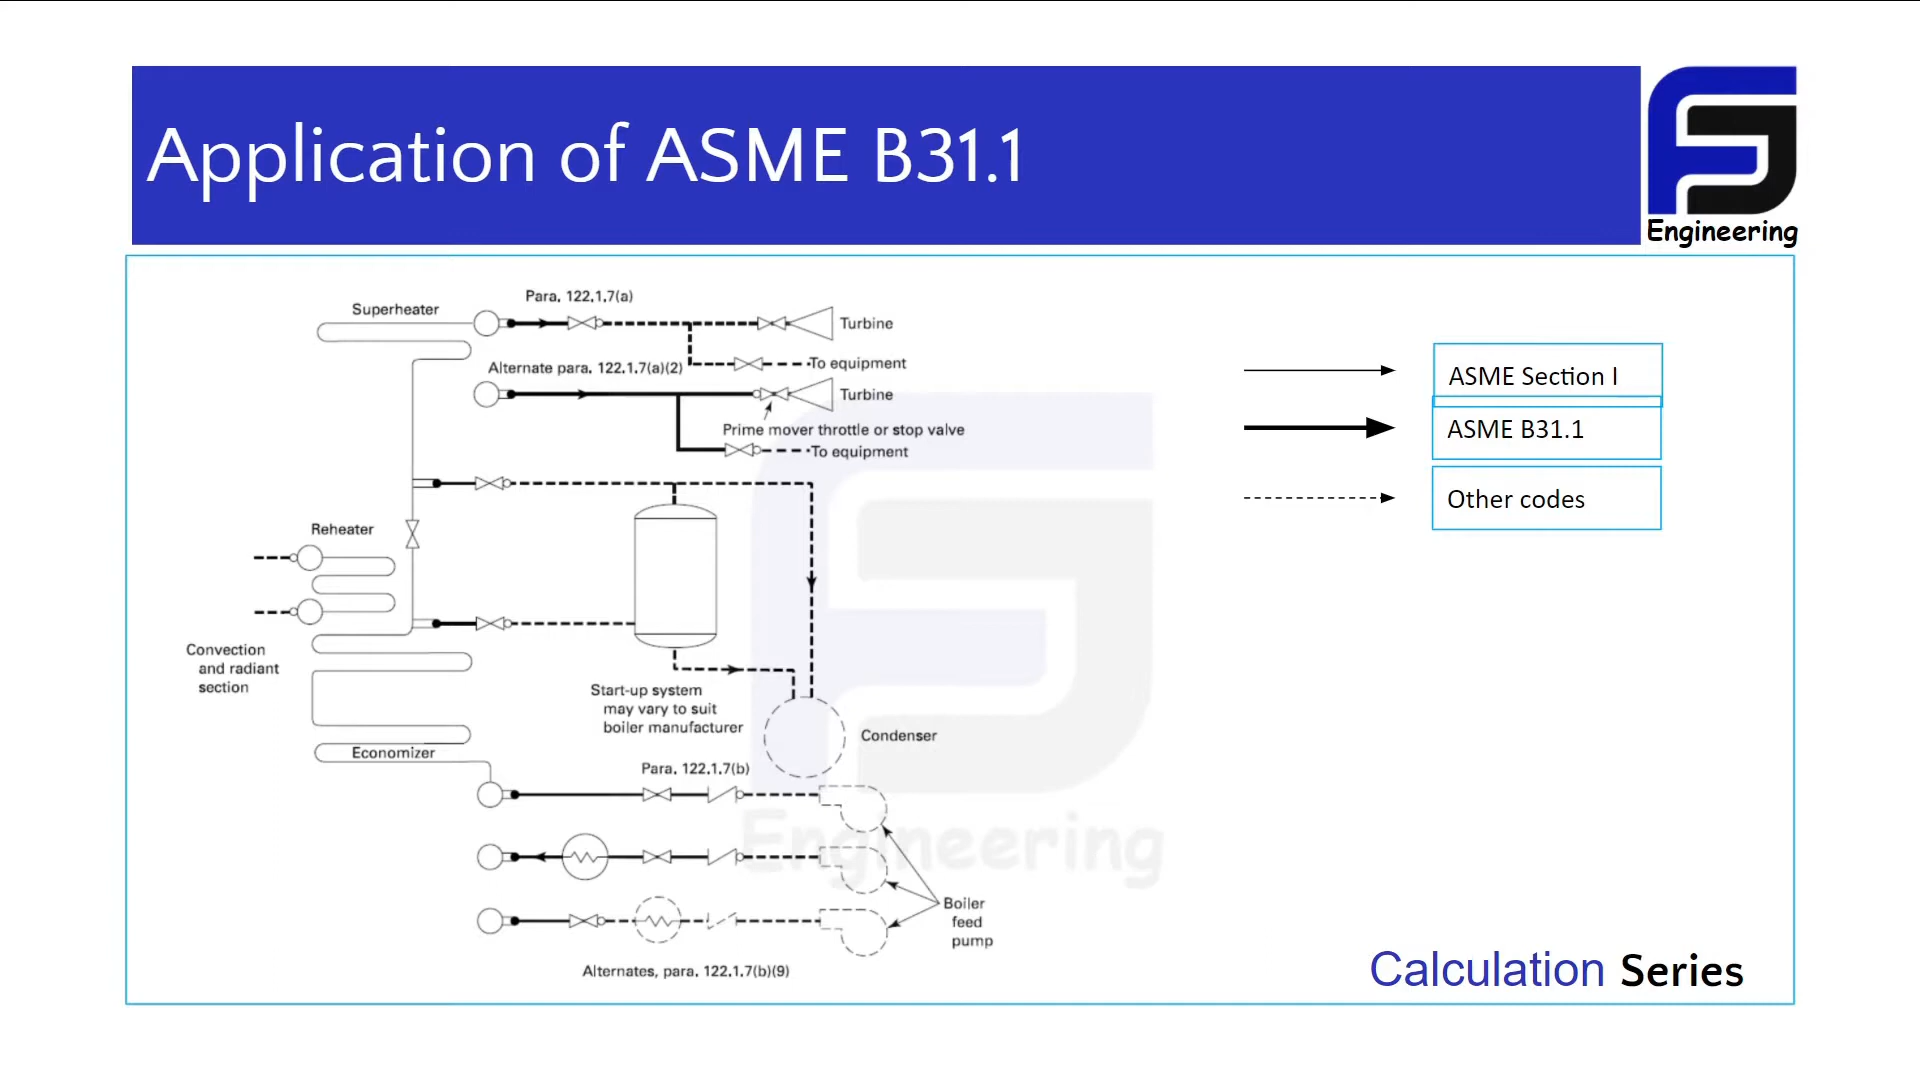 Application of ASME B31.1
Engineering
Para. 122.1.7(a)
Superheater
Turbine
To equipment
Alternate para. 122.1.7(a)(2)
Turbine
Prime mover throttle or stop valve
To equipment
ASME Section I
ASME B31.1
Other codes
Reheater
Convection
and radiant
section
Start-up system
may vary to suit
boiler manufacturer
Condenser
Economizer
Para. 122.1.7(b)
Engineering
Boiler
feed
pump
Alternates, para. 122.1.7(b)(9)
Calculation Series